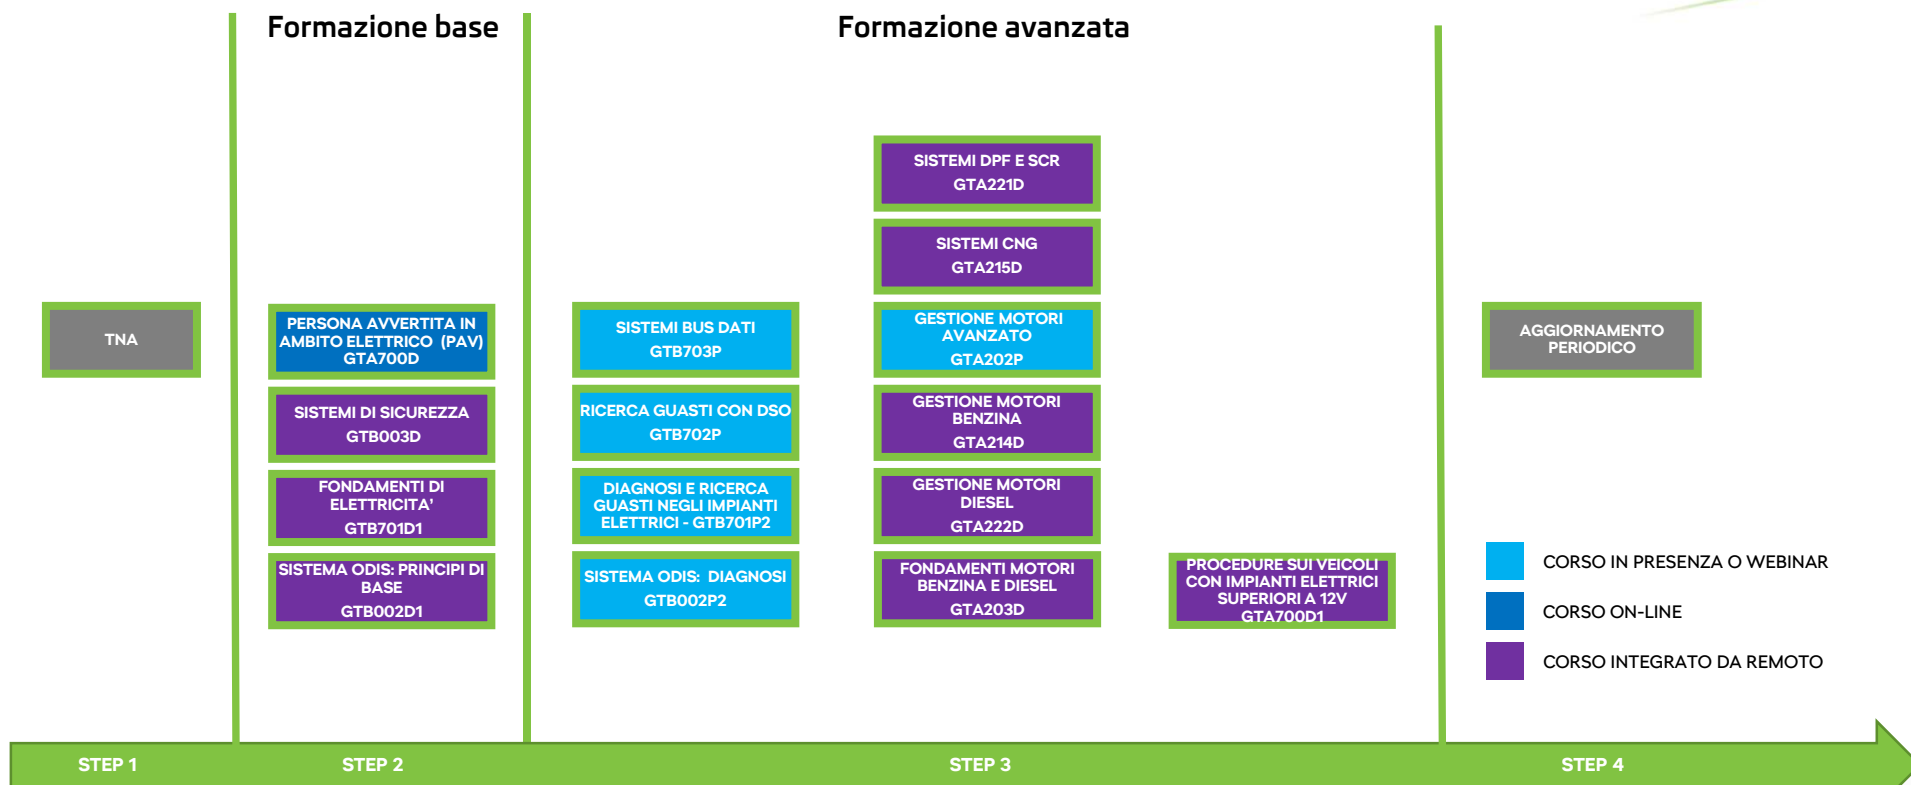 Formazione base
Formazione avanzata
TNA
PERSONA AVVERTITA IN
AMBITO ELETTRICO (PAV)
GTA700D
SISTEMI DI SICUREZZA
GTB003D
FONDAMENTI DI
ELETTRICITA’
GTB701D1
SISTEMA ODIS: PRINCIPI DI
BASE
GTB002D1
SISTEMI BUS DATI
GTB703P
RICERCA GUASTI CON DSO
GTB702P
DIAGNOSI E RICERCA
GUASTI NEGLI IMPIANTI
ELETTRICI - GTB701P2
SISTEMA ODIS: DIAGNOSI
GTB002P2
SISTEMI DPF E SCR
GTA221D
SISTEMI CNG
GTA215D
GESTIONE MOTORI
AVANZATO
GTA202P
GESTIONE MOTORI
BENZINA
GTA214D
GESTIONE MOTORI
DIESEL
GTA222D
FONDAMENTI MOTORI
BENZINA E DIESEL
GTA203D
PROCEDURE SUI VEICOLI
CON IMPIANTI ELETTRICI
SUPERIORI A 12V
GTA700D1
AGGIORNAMENTO
PERIODICO
CORSO IN PRESENZA O WEBINAR
CORSO ON-LINE
CORSO INTEGRATO DA REMOTO
STEP 1
STEP 2
STEP 3
STEP 4